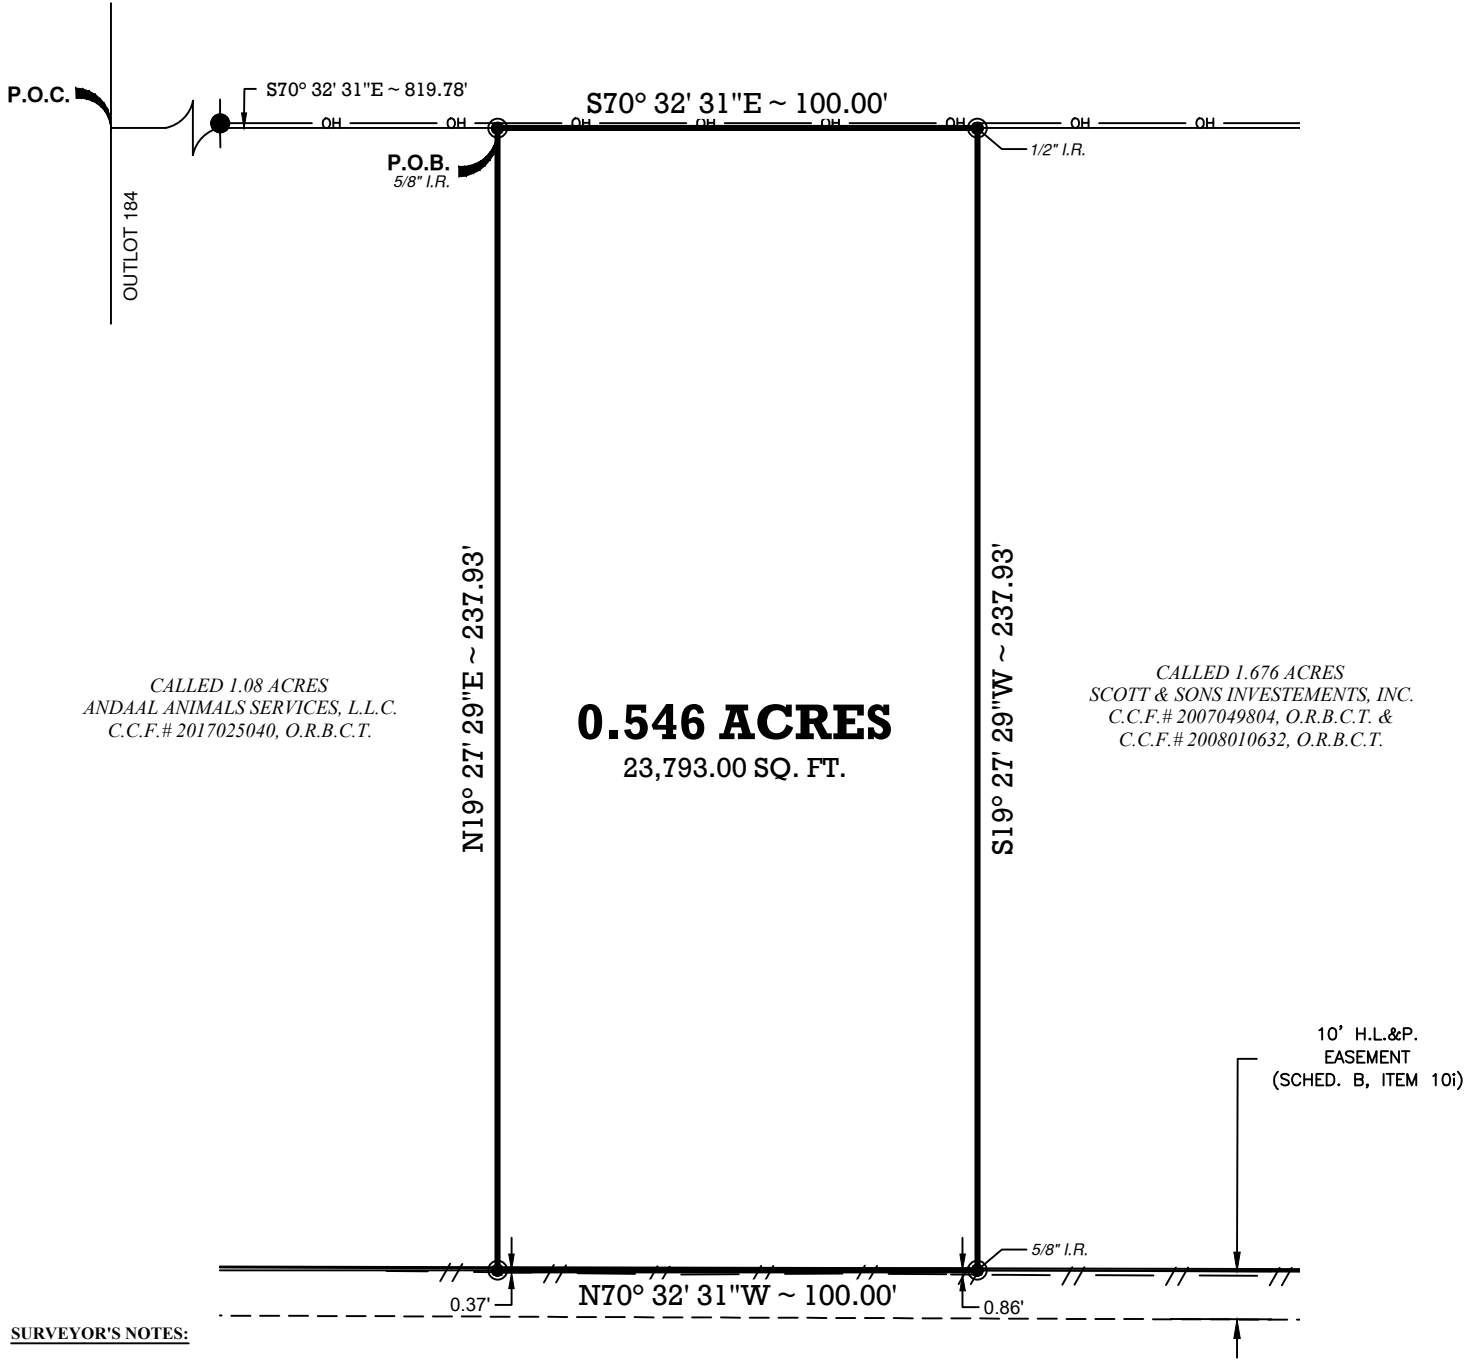 P.O.C.
S70° 32' 31"E ~ 819.78'
S70° 32' 31"E ~ 100.00'
OH OH OH OH OH OH OH OH
1/2" I.R.
P.O.B.
5/8" I.R.
OUTLOT 184
N19° 27' 29"E ~ 237.93'
S19° 27' 29"W ~ 237.93'
CALLED 1.08 ACRES
ANDAAL ANIMALS SERVICES, L.L.C.
C.C.F.# 2017025040, O.R.B.C.T.
0.546 ACRES
23,793.00 SQ. FT.
CALLED 1.676 ACRES
SCOTT & SONS INVESTEMENTS, INC.
C.C.F.# 2007049804, O.R.B.C.T. &
C.C.F.# 2008010632, O.R.B.C.T.
10' H.L.&P.
EASEMENT
(SCHED. B, ITEM 10i)
5/8" I.R.
0.37'
N70° 32' 31"W ~ 100.00'
0.86'
SURVEYOR'S NOTES: